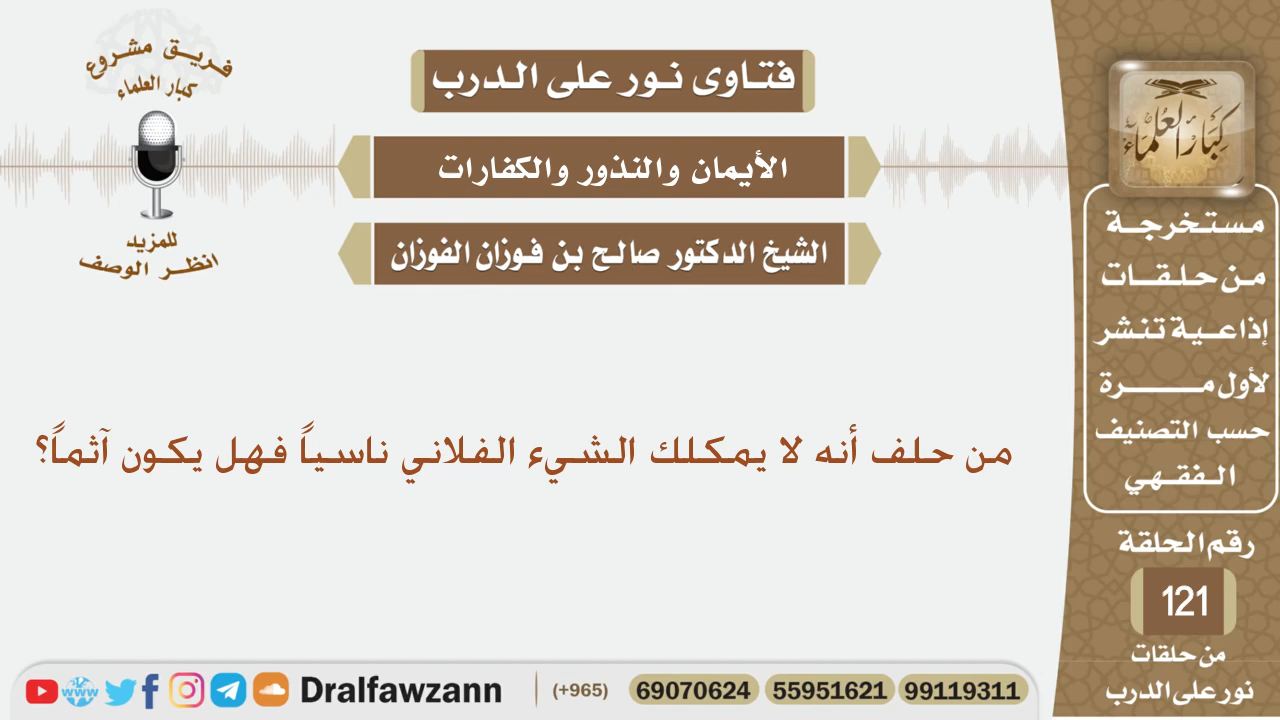 فتاوى نور على الدرب
الأيمان والنذور والكفارات
الشيخ الدكتور صالح بن فوزان الفوزان
فريق مشروع
كبار العلماء
للمزيد
انظر الوصف
من حلف أنه لا يمكلك الشيء الفلاني ناسياً فهل يكون آثماً؟
كبار العلماء
مستخرجة
من حلقات
إذاعية تنشر
لأول مرة
حسب التصنيف
الفقهي
رقم الحلقة
121
من حلقات
نور على الدرب
www
Dralfawzann (+965) 69070624 55951621 99119311